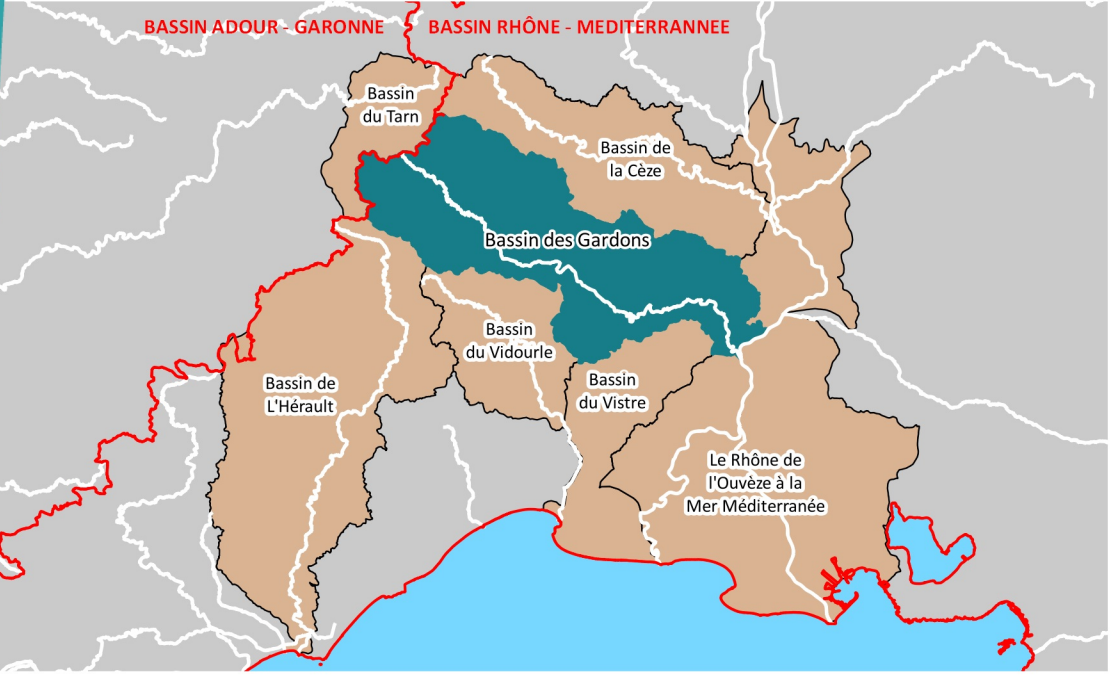 BASSIN ADOUR - GARONNE
BASSIN RHÔNE - MEDITERRANNEE
Bassin
du Tarn
Bassin de
la Cèze
Bassin des Gardons
Bassin
du Vidourle
Bassin de
L'Hérault
Bassin
du Vistre
Le Rhône de
l'Ouvèze à la
Mer Méditerranée